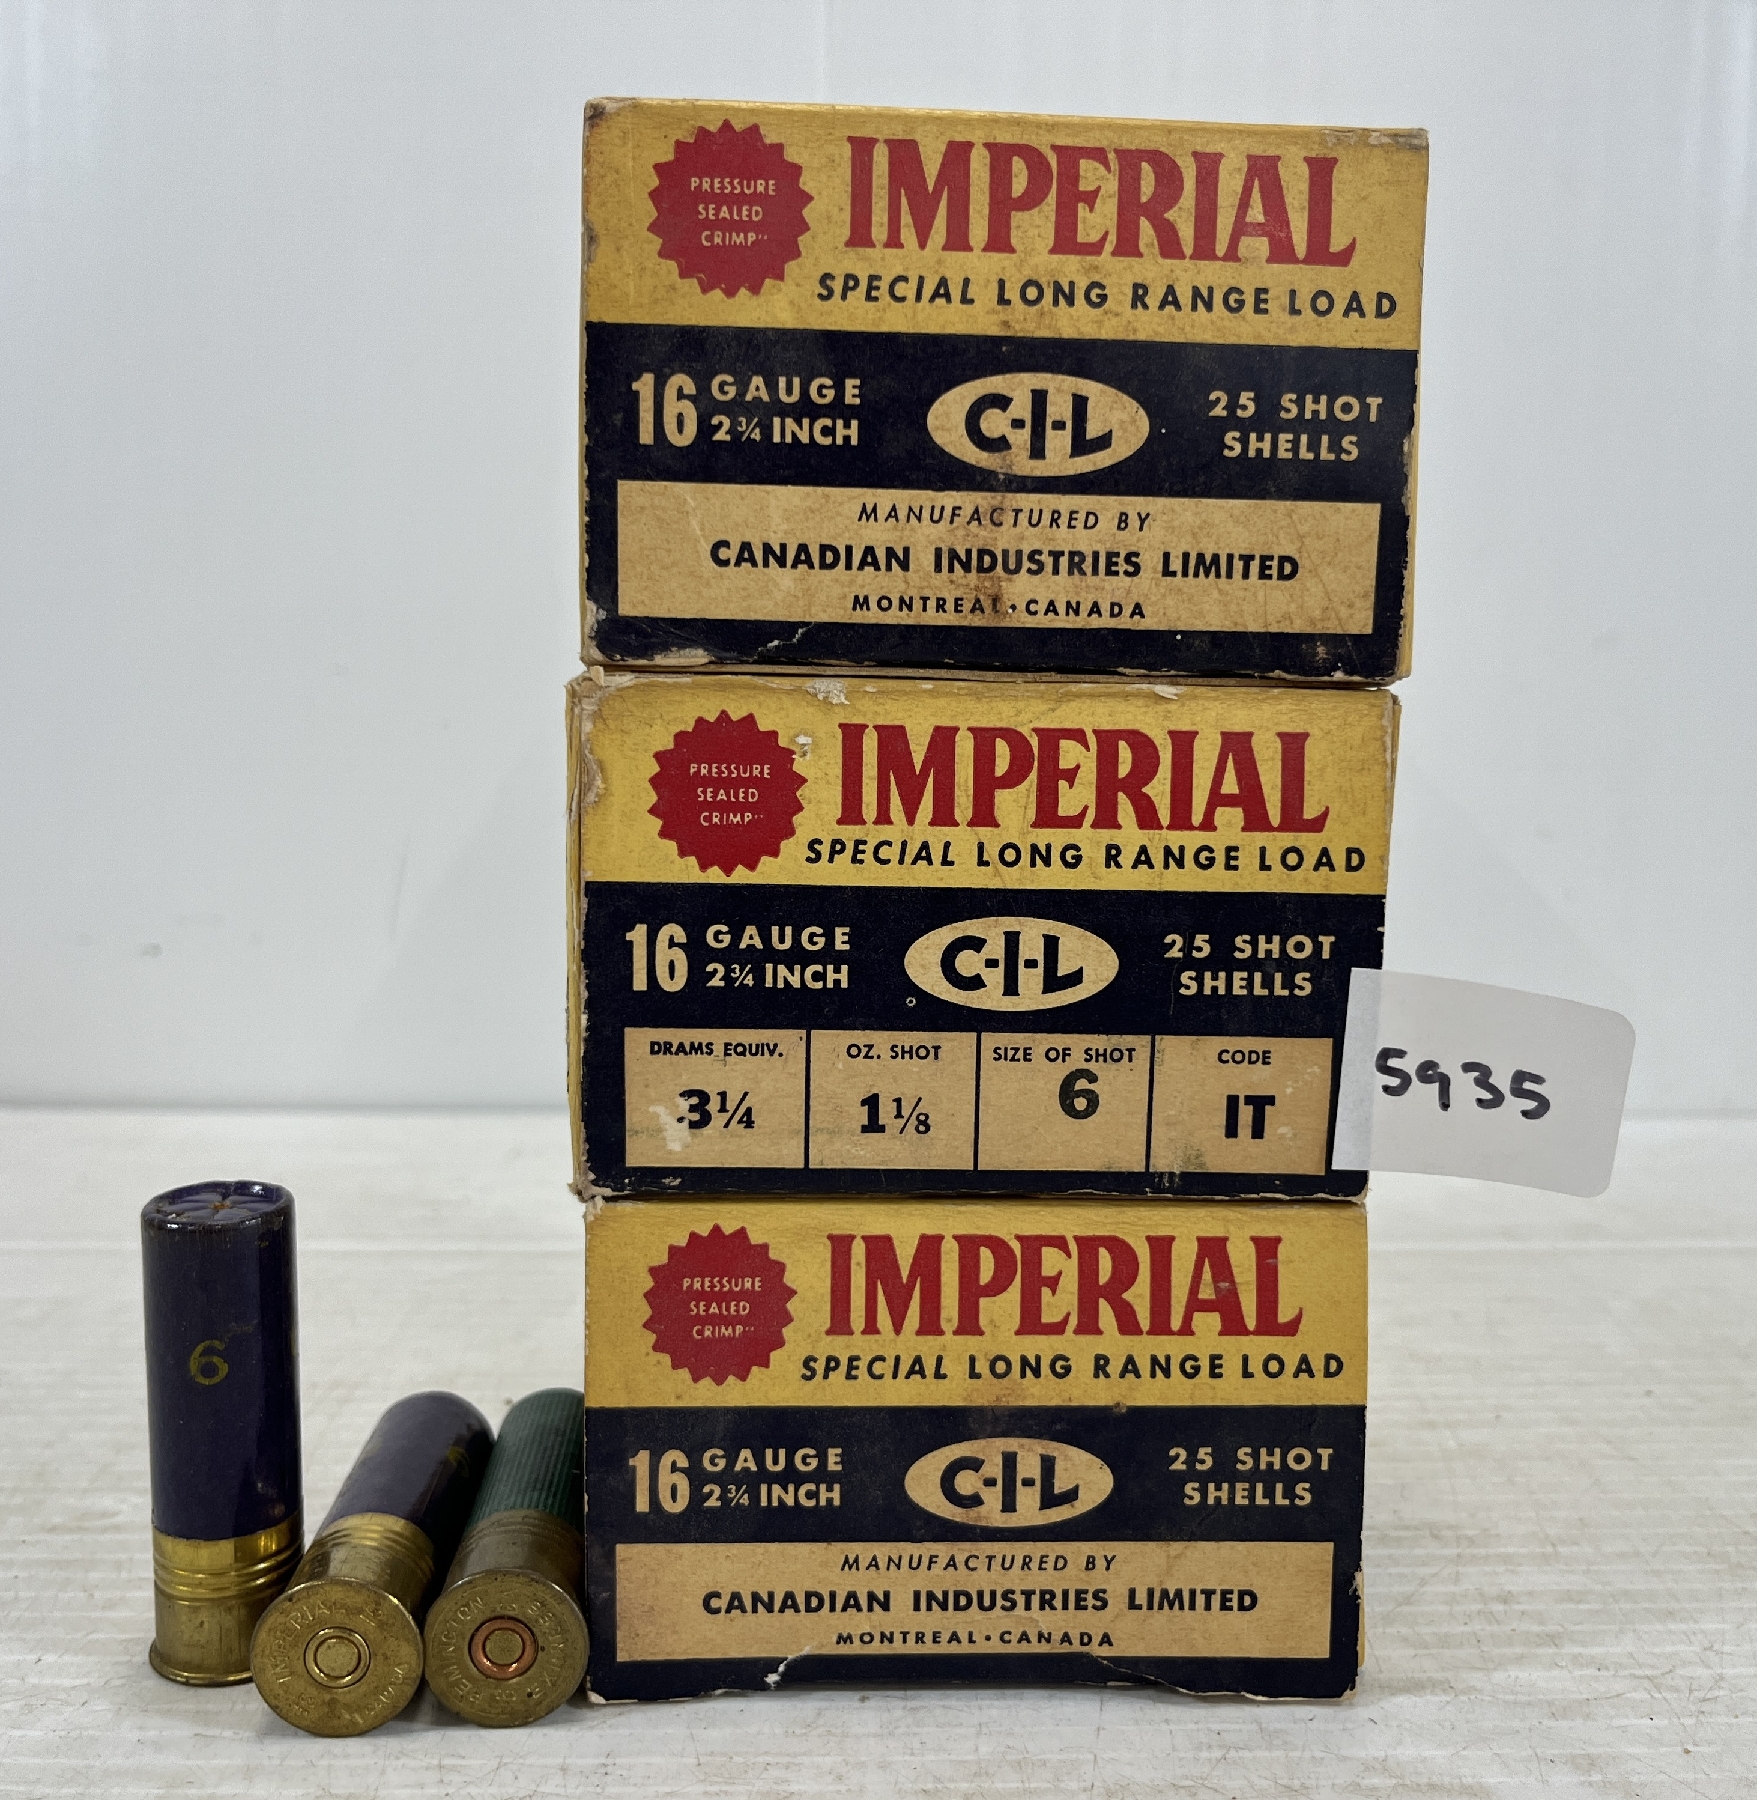 PRESSURE
SEALED
CRIMP"
IMPERIAL
SPECIAL LONG RANGE LOAD
16 GAUGE
2¾ INCH
C-I-L
25 SHOT
SHELLS
MANUFACTURED BY
CANADIAN INDUSTRIES LIMITED
MONTREAL • CANADA
PRESSURE
SEALED
CRIMP"
IMPERIAL
SPECIAL LONG RANGE LOAD
16 GAUGE
2¾ INCH
C-I-L
25 SHOT
SHELLS
DRAMS EQUIV.
3¼
OZ. SHOT
1⅛
SIZE OF SHOT
6
CODE
IT
5935
PRESSURE
SEALED
CRIMP"
IMPERIAL
SPECIAL LONG RANGE LOAD
16 GAUGE
2¾ INCH
C-I-L
25 SHOT
SHELLS
MANUFACTURED BY
CANADIAN INDUSTRIES LIMITED
MONTREAL • CANADA
6
IMPERIAL